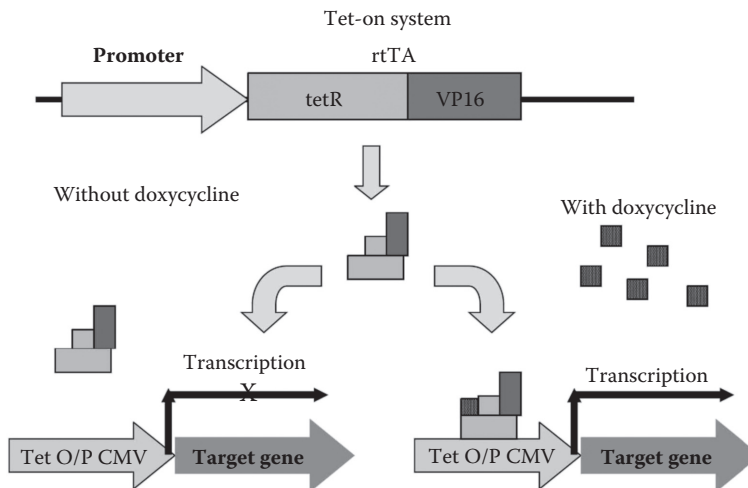 Tet-on system
Promoter
rtTA
tetR
VP16
Without doxycycline
With doxycycline
Transcription
X
Tet O/P CMV
Target gene
Transcription
Tet O/P CMV
Target gene